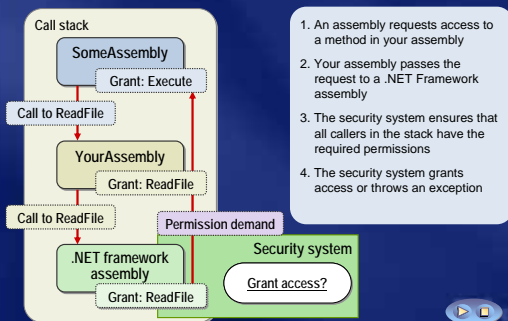 Call stack
SomeAssembly
Grant: Execute
Call to ReadFile
YourAssembly
Grant: ReadFile
Call to ReadFile
Permission demand
.NET framework
assembly
Grant: ReadFile
Security system
Grant access?
1. An assembly requests access to
a method in your assembly
2. Your assembly passes the
request to a .NET Framework
assembly
3. The security system ensures that
all callers in the stack have the
required permissions
4. The security system grants
access or throws an exception